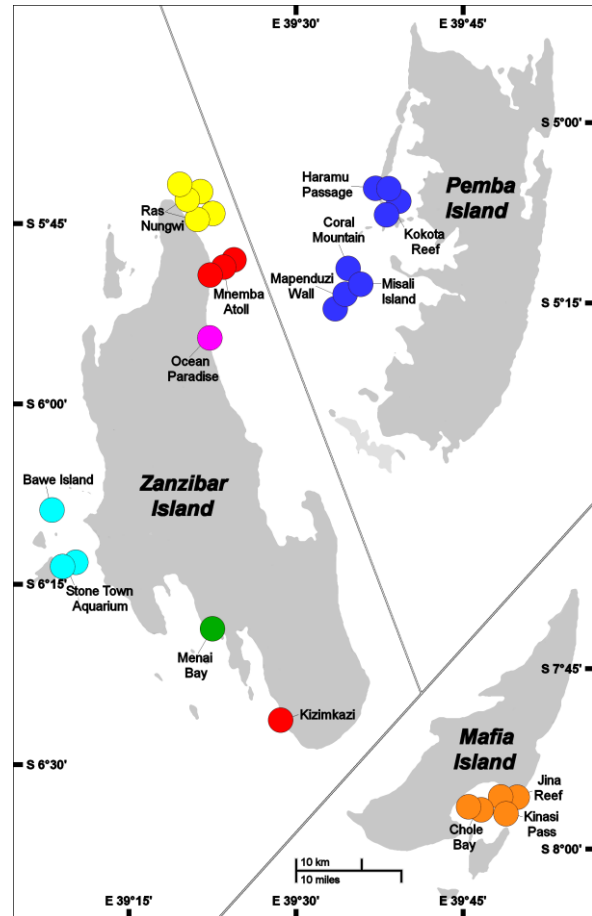 E 39°30'
E 39°45'
S 5°00'
Haramu
Passage
Pemba
Island
Ras
Nungwi
S 5°45'
Coral
Mountain
Kokota
Reef
Mapenduzi
Wall
Misali
Island
Mnemba
Atoll
S 5°15'
Ocean
Paradise
S 6°00'
Bawe Island
Zanzibar
Island
S 6°15'
Stone Town
Aquarium
Menai
Bay
S 7°45'
Kizimkazi
Mafia
Island
S 6°30'
Jina
Reef
Kinasi
Pass
Chole
Bay
S 8°00'
10 km
10 miles
E 39°15'
E 39°30'
E 39°45'